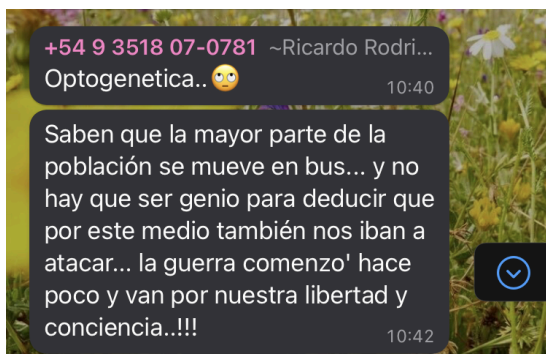 +54 9 3518 07-0781 ~Ricardo Rodri...
Optogenetica..🙄
10:40
Saben que la mayor parte de la
población se mueve en bus... y no
hay que ser genio para deducir que
por este medio también nos iban a
atacar... la guerra comenzo' hace
poco y van por nuestra libertad y
conciencia..!!!
10:42